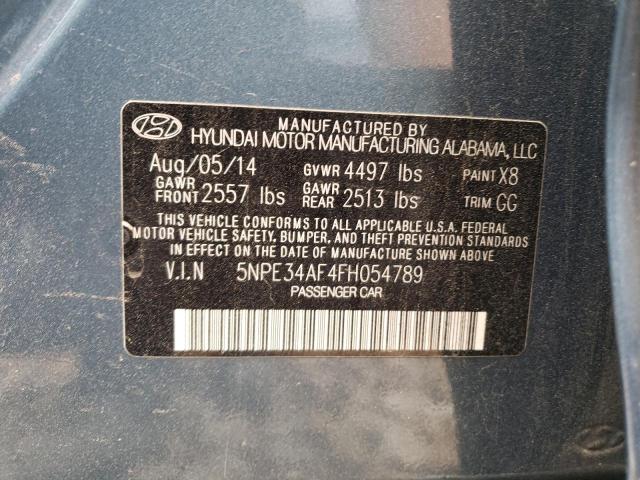 MANUFACTURED BY
HYUNDAI MOTOR MANUFACTURING ALABAMA, LLC
Aug/05/14 GVWR 4497 lbs PAINT X8
GAWR FRONT 2557 lbs GAWR REAR 2513 lbs TRIM GG
THIS VEHICLE CONFORMS TO ALL APPLICABLE U.S.A. FEDERAL
MOTOR VEHICLE SAFETY, BUMPER, AND THEFT PREVENTION
STANDARDS IN EFFECT ON THE DATE OF MANUFACTURE SHOWN ABOVE
V.I.N 5NPE34AF4FH054789
PASSENGER CAR